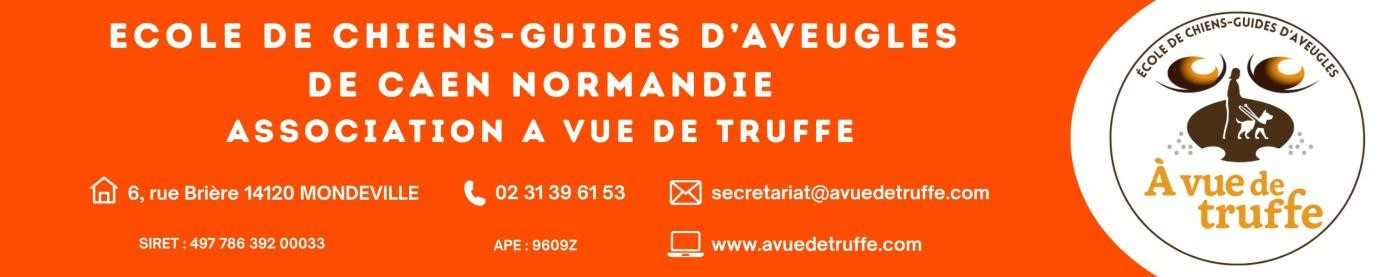 ECOLE DE CHIENS-GUIDES D'AVEUGLES
DE CAEN NORMANDIE
ASSOCIATION A VUE DE TRUFFE
6, rue Brière 14120 MONDEVILLE
02 31 39 61 53
secretariat@avuedetruffe.com
SIRET : 497 786 392 00033
APE : 9609Z
www.avuedetruffe.com
ÉCOLE DE CHIENS-GUIDES D'AVEUGLES
À vue de
truffe